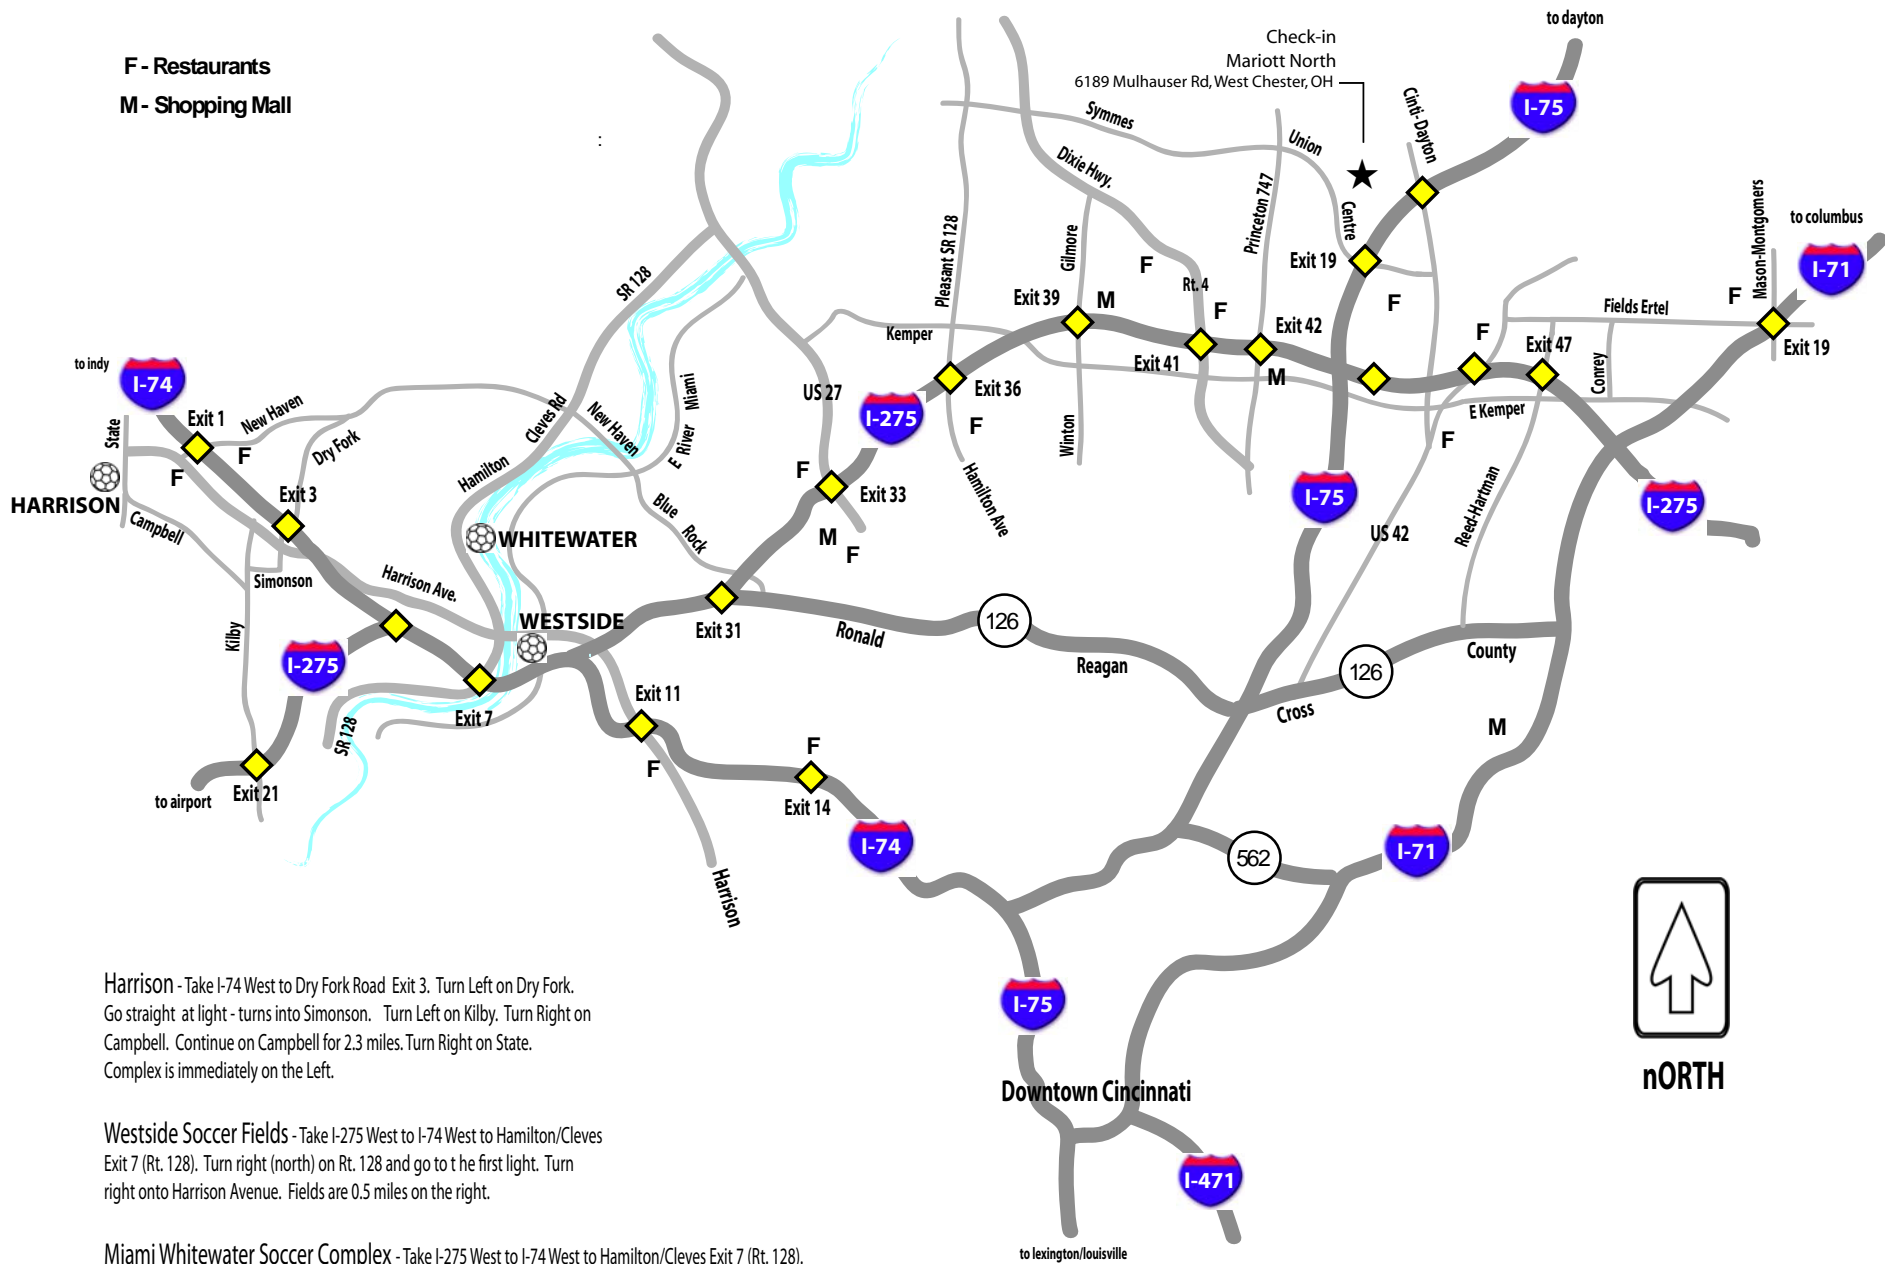 to dayton
Check-in
Mariott North
6189 Mulhauser Rd, West Chester, OH
F - Restaurants
M - Shopping Mall
:
I-75
Symmes
Union
Cinti- Dayton
Dixie Hwy.
Princeton 747
Centre
Mason-Montgomers
to columbus
I-71
Pleasant SR 128
Gilmore
F
Rt. 4
Exit 19
SR 128
Exit 39
M
F
F
F
Fields Ertel
Kemper
Exit 42
F
Exit 47
Exit 19
to indy
I-74
Exit 41
M
Conrey
E River Miami
US 27
Exit 36
I-275
Exit 1
New Haven
State
Cleves Rd
New Haven
Winton
E Kemper
F
F
F
Dry Fork
Hamilton
F
Hamilton Ave
HARRISON
Exit 3
Exit 33
I-75
I-275
Campbell
Blue Rock
M
F
US 42
Reed-Hartman
WHITEWATER
Simonson
Harrison Ave.
WESTSIDE
Exit 31
Ronald
126
Reagan
Kilby
I-275
126
County
Cross
Exit 11
Exit 7
SR 128
M
F
F
to airport
Exit 21
Exit 14
I-74
562
I-71
Harrison
I-75
nORTH
Downtown Cincinnati
I-471
to lexington/louisville
Harrison - Take I-74 West to Dry Fork Road Exit 3. Turn Left on Dry Fork.
Go straight at light - turns into Simonson. Turn Left on Kilby. Turn Right on
Campbell. Continue on Campbell for 2.3 miles. Turn Right on State.
Complex is immediately on the Left.
Westside Soccer Fields - Take I-275 West to I-74 West to Hamilton/Cleves
Exit 7 (Rt. 128). Turn right (north) on Rt. 128 and go to t he first light. Turn
right onto Harrison Avenue. Fields are 0.5 miles on the right.
Miami Whitewater Soccer Complex - Take I-275 West to I-74 West to Hamilton/Cleves Exit 7 (Rt. 128).